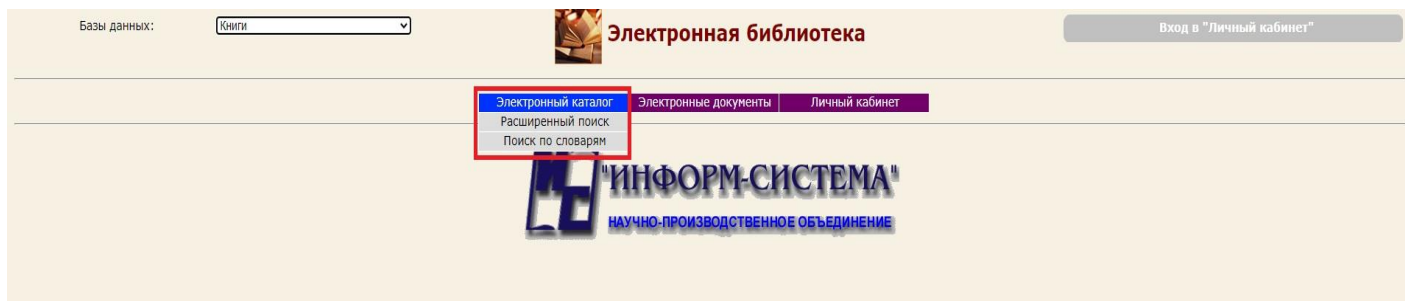 Базы данных:
Книги
Электронная библиотека
Вход в "Личный кабинет"
Электронный каталог
Электронные документы
Личный кабинет
Расширенный поиск
Поиск по словарям
ИС
"ИНФОРМ-СИСТЕМА"
НАУЧНО-ПРОИЗВОДСТВЕННОЕ ОБЪЕДИНЕНИЕ